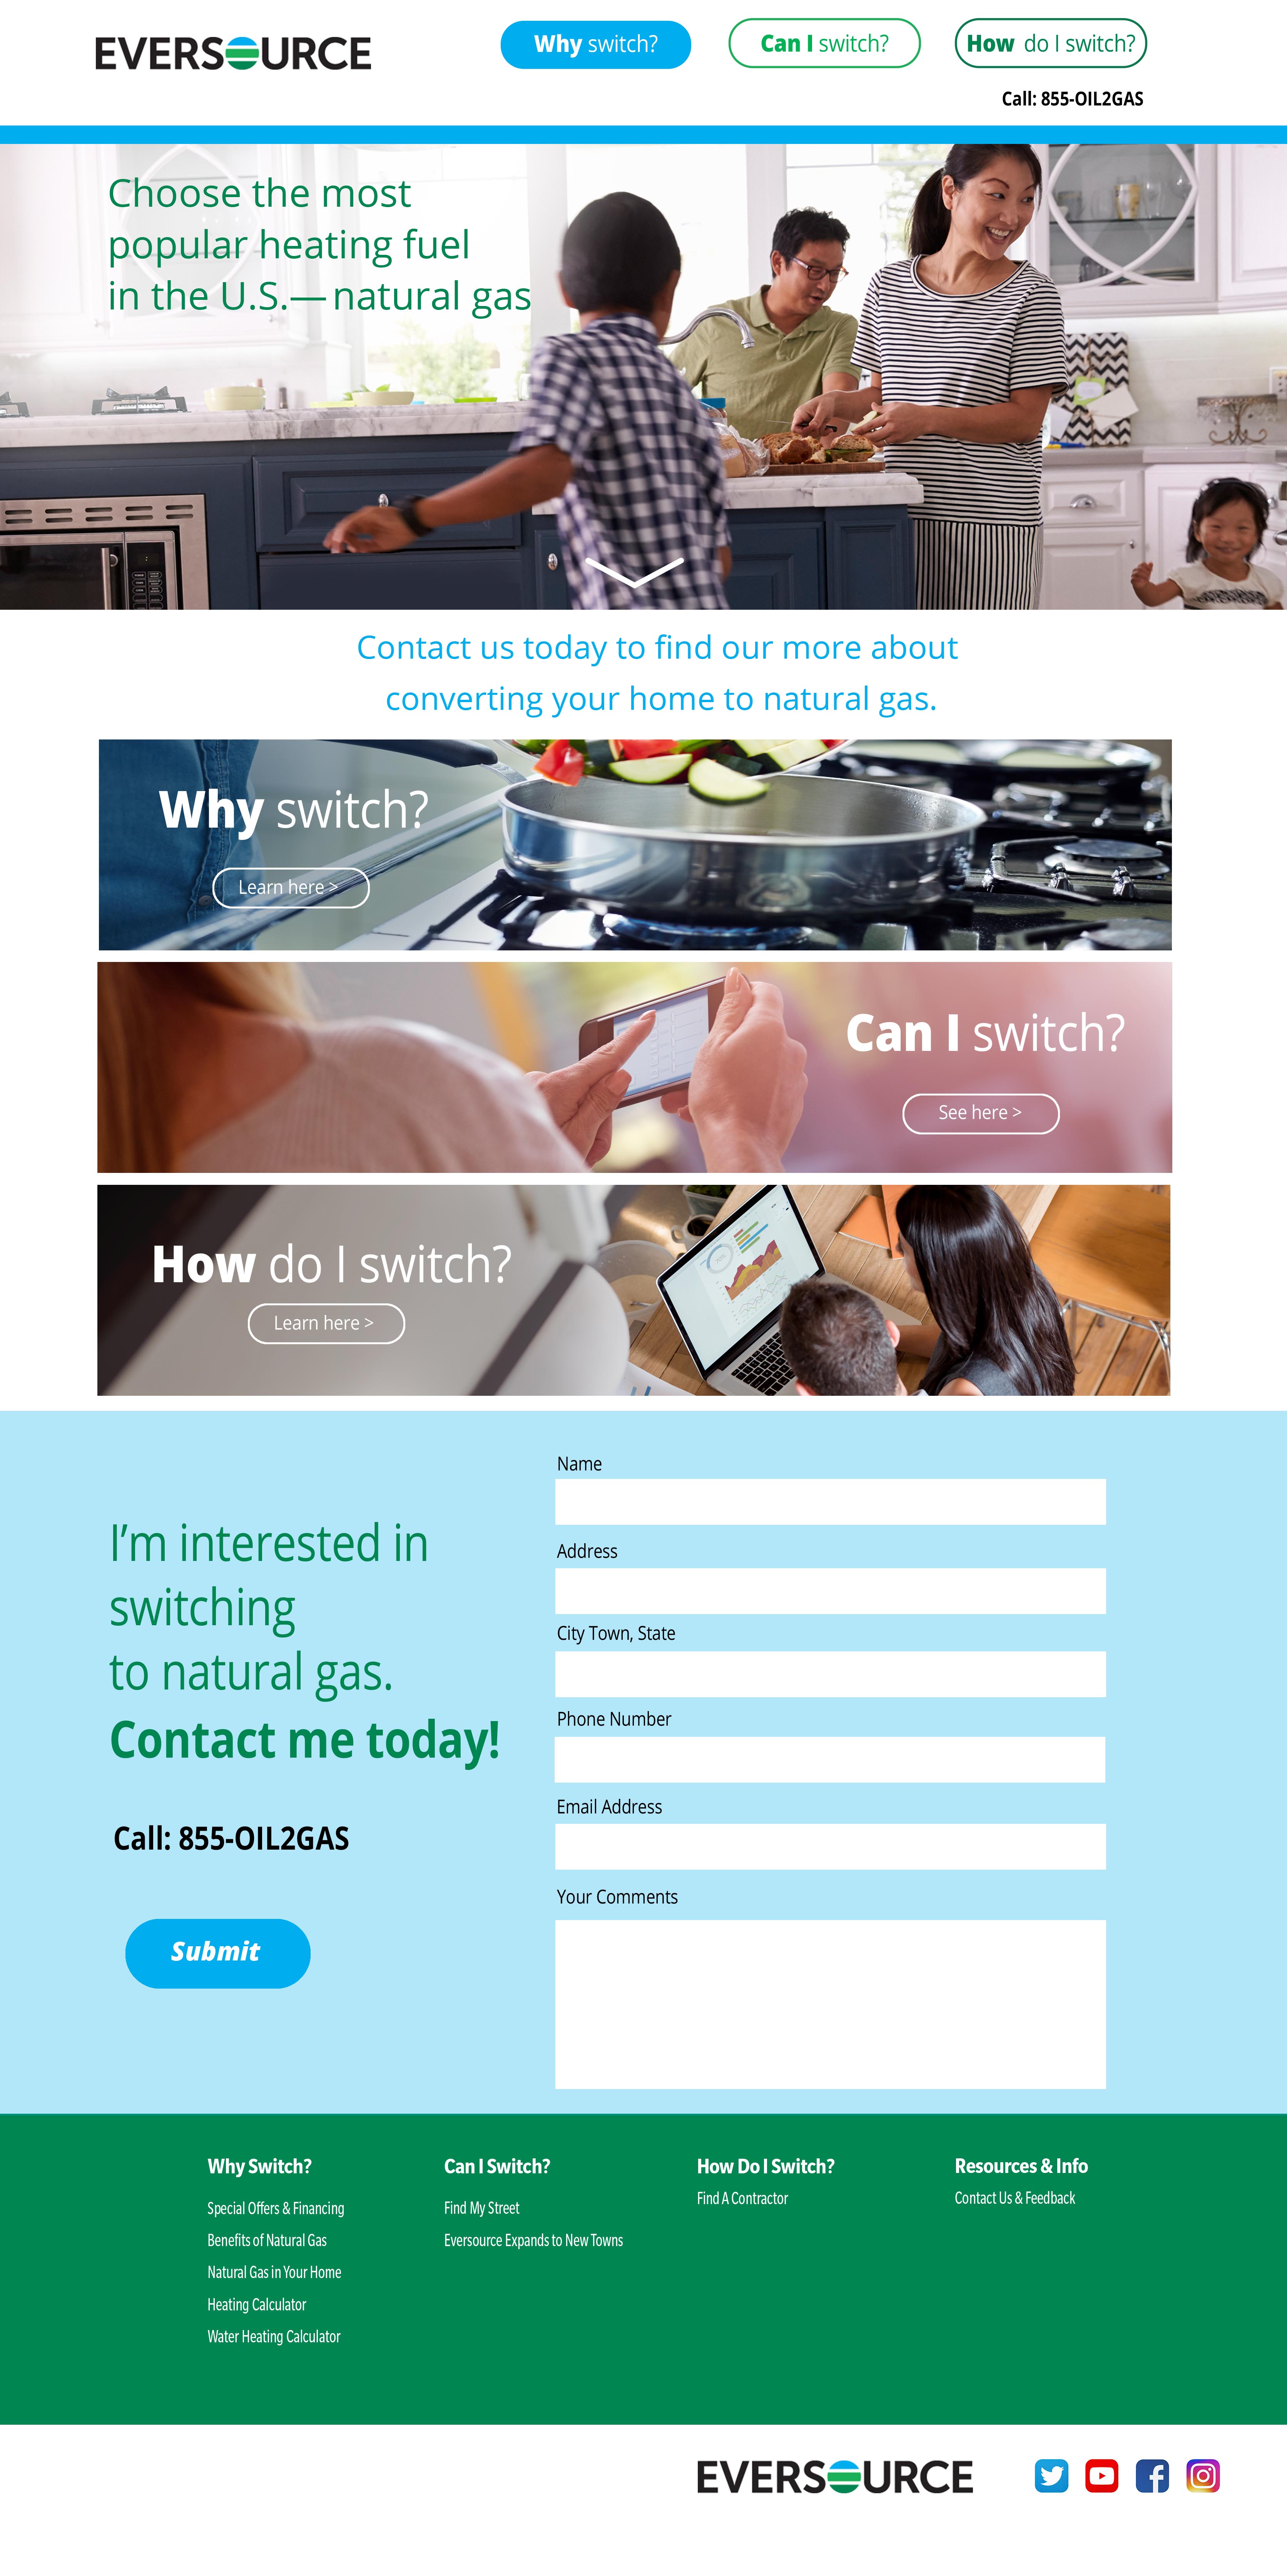 EVERSOURCE
Why switch?
Can I switch?
How do I switch?
Call: 855-OIL2GAS
Choose the most
popular heating fuel
in the U.S.—natural gas
Contact us today to find our more about
converting your home to natural gas.
Why switch?
Learn here >
Can I switch?
See here >
How do I switch?
Learn here >
I’m interested in
switching
to natural gas.
Contact me today!
Call: 855-OIL2GAS
Submit
Name
Address
City Town, State
Phone Number
Email Address
Your Comments
Why Switch?
Special Offers & Financing
Benefits of Natural Gas
Natural Gas in Your Home
Heating Calculator
Water Heating Calculator
Can I Switch?
Find My Street
Eversource Expands to New Towns
How Do I Switch?
Find A Contractor
Resources & Info
Contact Us & Feedback
EVERSOURCE